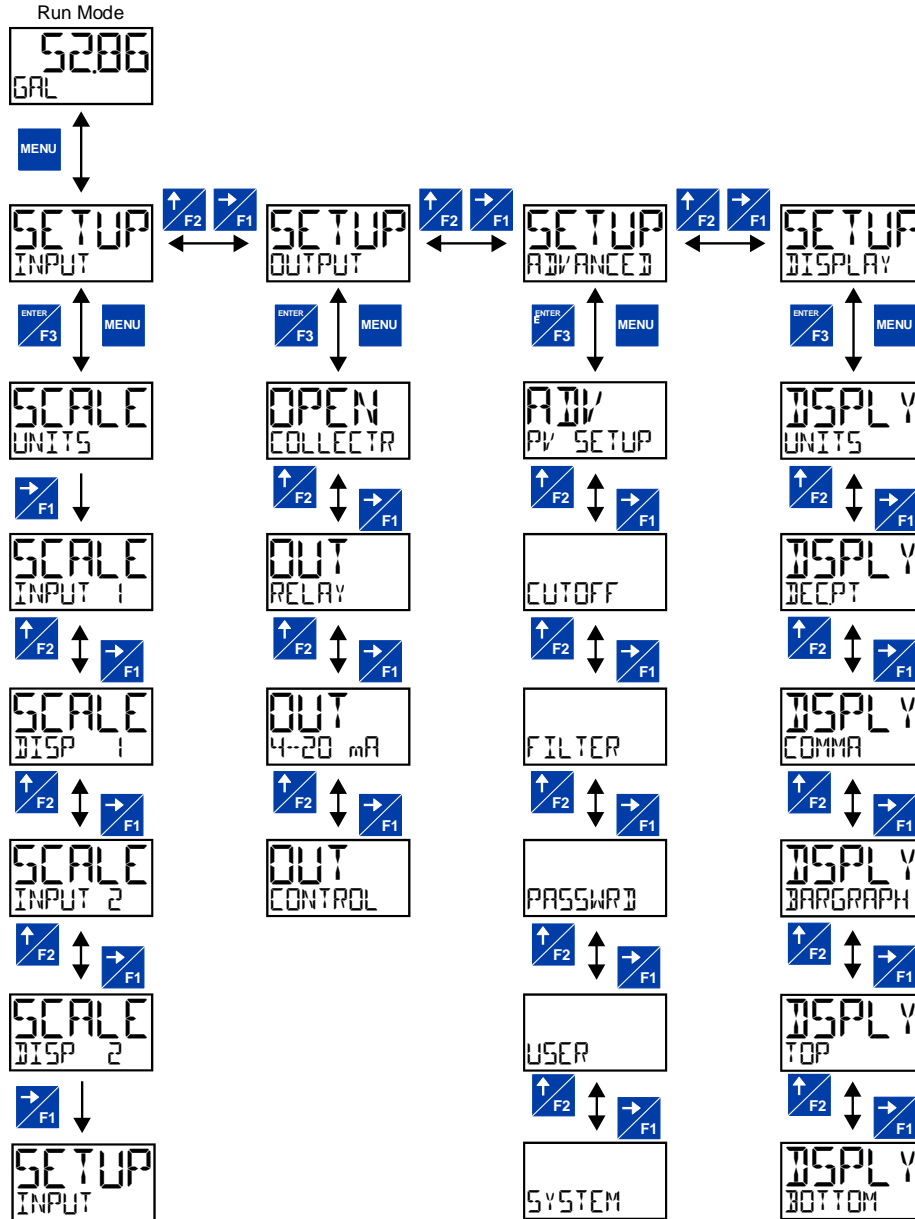 Run Mode
52.86
GAL
MENU
F2 F1 F2 F1 F2 F1
SETUP SETUP SETUP SETUP
INPUT OUTPUT ADVANCED DISPLAY
ENTER F3 MENU ENTER F3 MENU ENTER E F3 MENU ENTER F3 MENU
SCALE OPEN ADV DSPLY
UNITS COLLECTR PV SETUP UNITS
F1 F2 F1 F2 F1 F2 F1
SCALE OUT DSPLY
INPUT 1 RELAY CUTOFF DEC.PT
F2 F1 F2 F1 F2 F1 F2 F1
SCALE OUT DSPLY
DISP 1 4-20 mA FILTER COMMA
F2 F1 F2 F1 F2 F1 F2 F1
SCALE OUT DSPLY
INPUT 2 CONTROL PASSWRD BARGRAPH
F2 F1 F2 F1 F2 F1
SCALE DSPLY
DISP 2 USER TOP
F1 F2 F1 F2 F1
SETUP DSPLY
INPUT SYSTEM BOTTOM